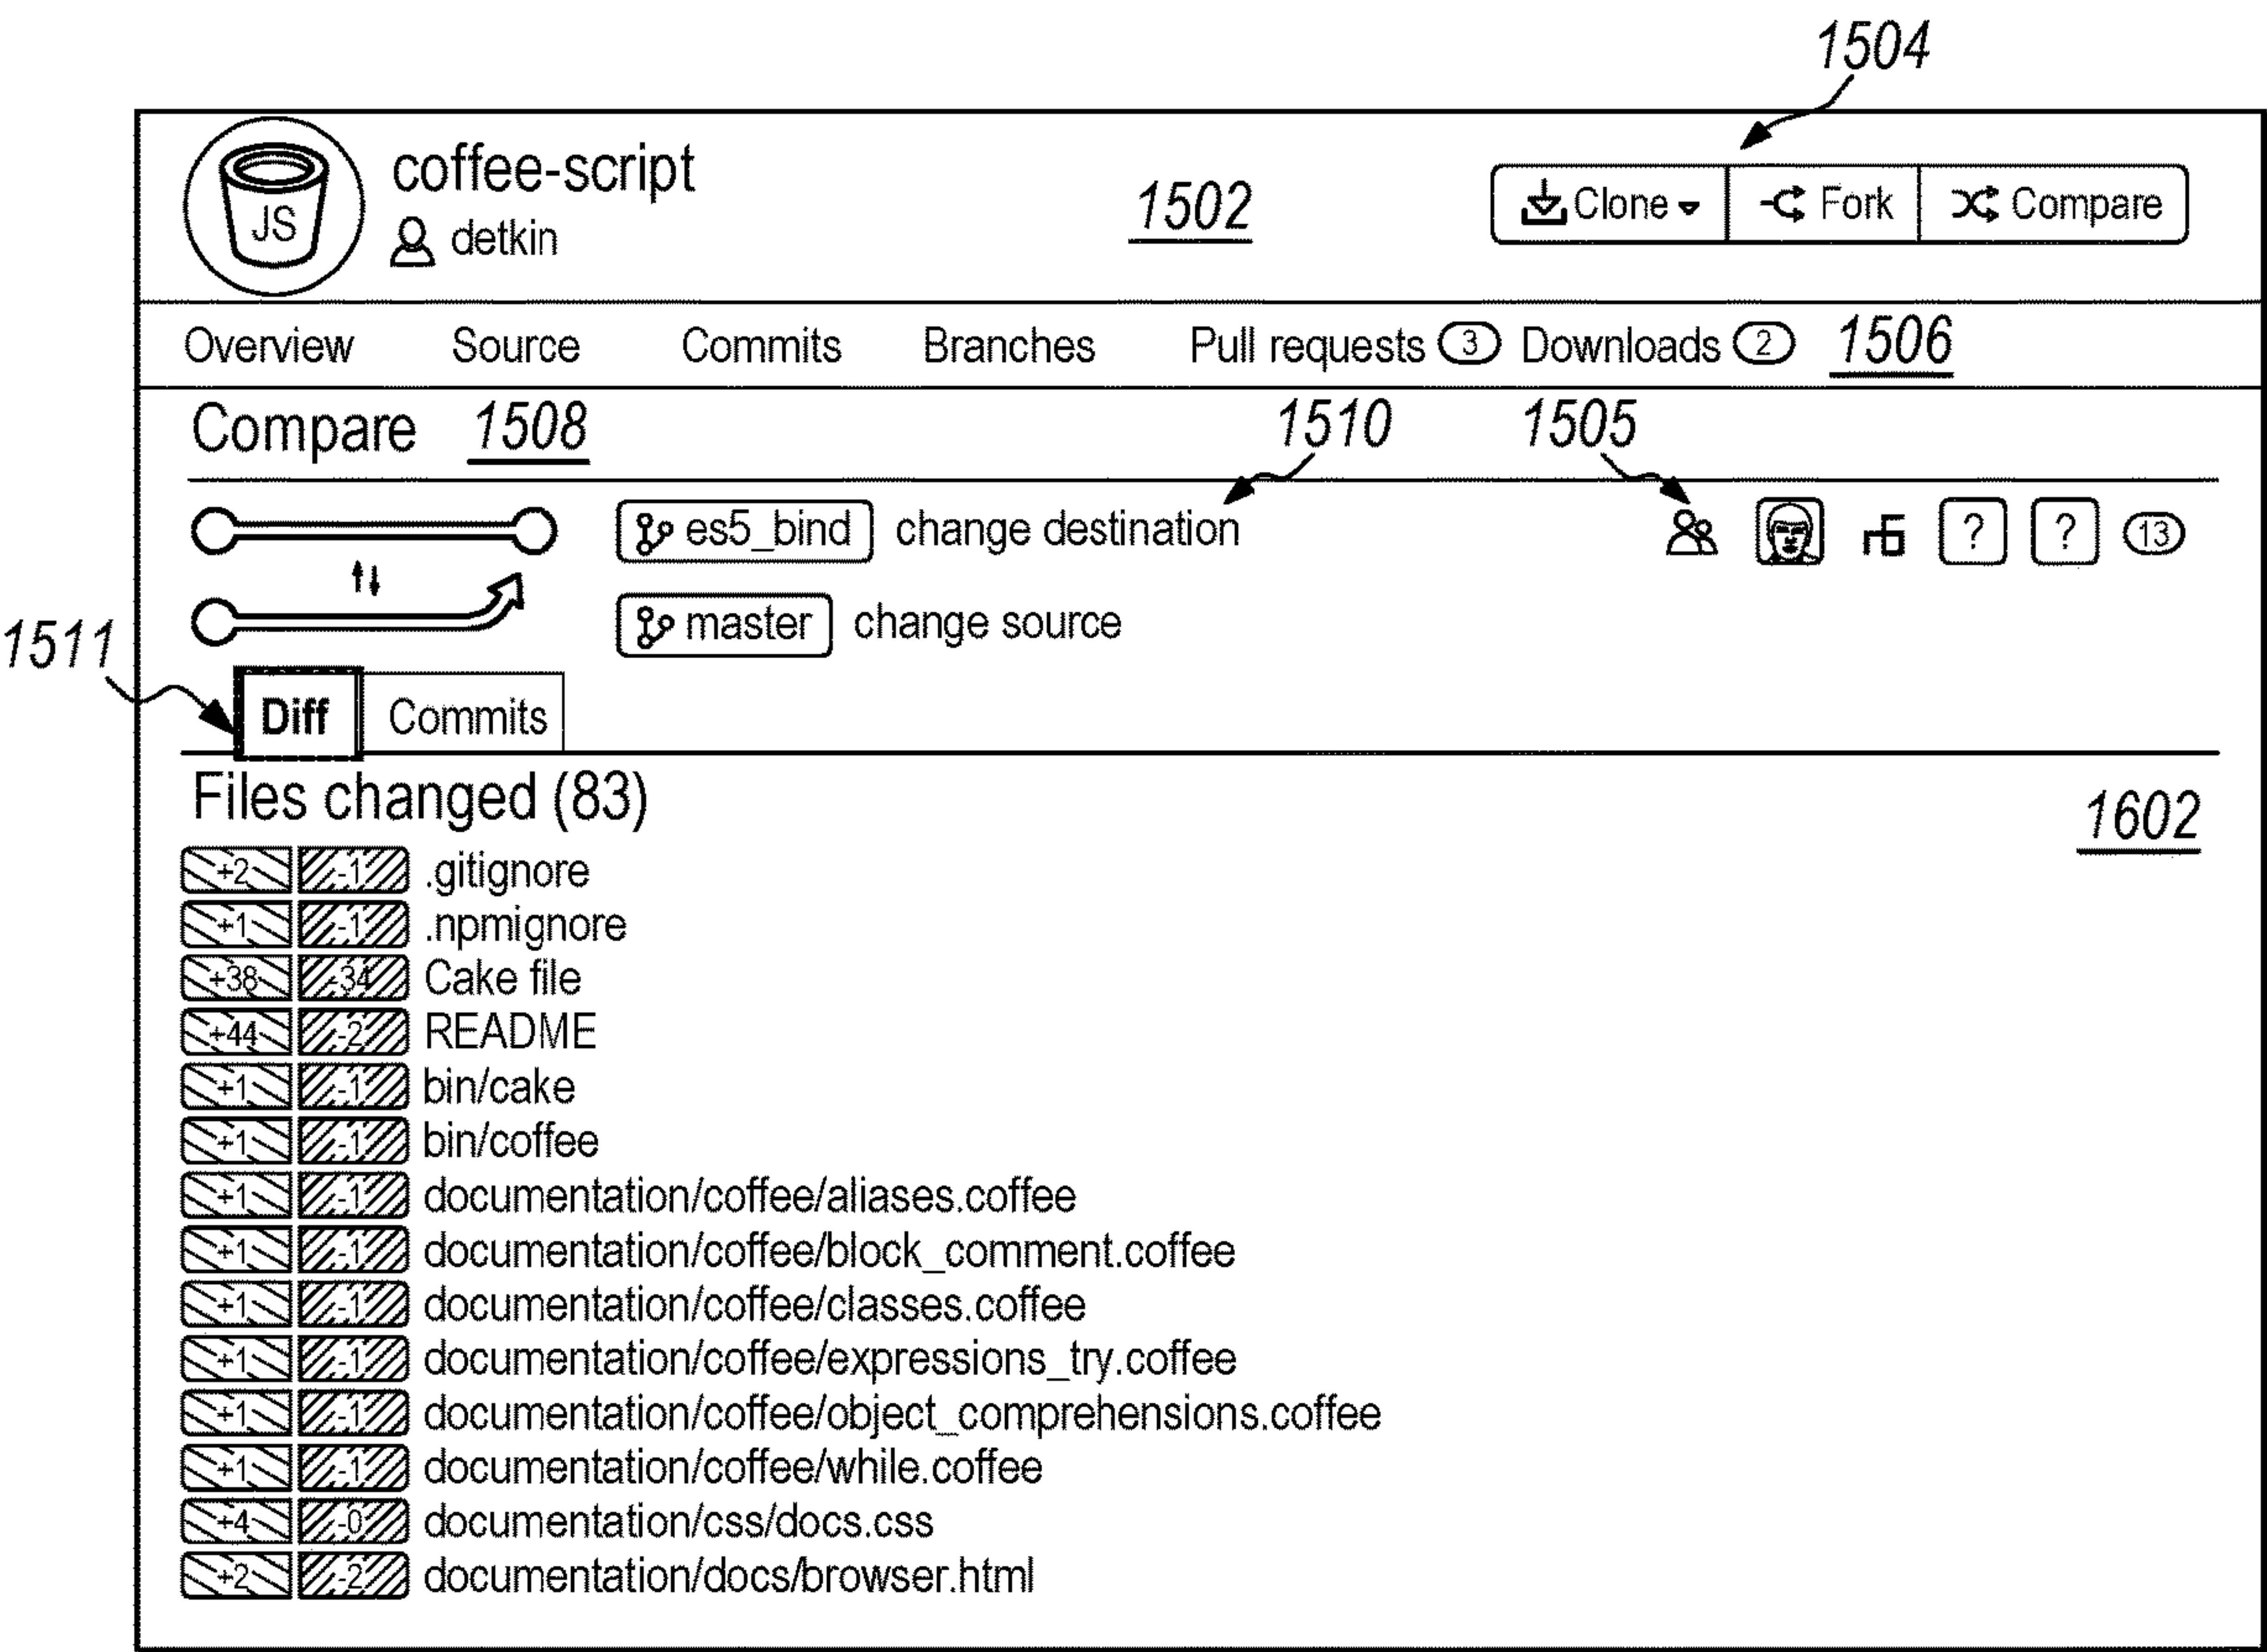 1504
JS
coffee-script
detkin
1502
Clone Fork Compare
Overview Source Commits Branches Pull requests 3 Downloads 2 1506
Compare 1508 1510 1505
es5_bind change destination ? ? 13
master change source
1511
Diff Commits
Files changed (83) 1602
+2 -1 .gitignore
+1 -1 .npmignore
+38 -34 Cake file
+44 -2 README
+1 -1 bin/cake
+1 -1 bin/coffee
+1 -1 documentation/coffee/aliases.coffee
+1 -1 documentation/coffee/block_comment.coffee
+1 -1 documentation/coffee/classes.coffee
+1 -1 documentation/coffee/expressions_try.coffee
+1 -1 documentation/coffee/object_comprehensions.coffee
+1 -1 documentation/coffee/while.coffee
+4 -0 documentation/css/docs.css
+2 -2 documentation/docs/browser.html